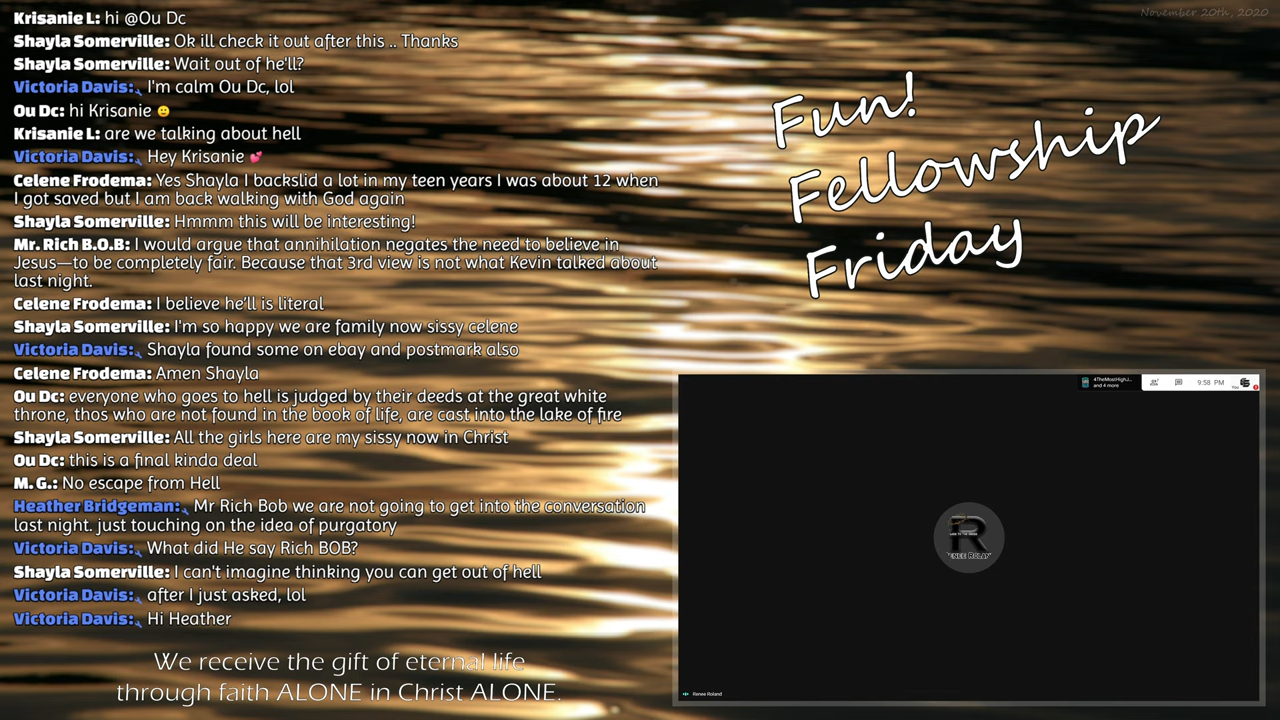 November 20th, 2020
Krisanie L: hi @Ou Dc
Shayla Somerville: Ok ill check it out after this .. Thanks
Shayla Somerville: Wait out of he'll?
Victoria Davis: I'm calm Ou Dc, lol
Ou Dc: hi Krisanie 🙂
Krisanie L: are we talking about hell
Victoria Davis: Hey Krisanie 💕
Celene Frodema: Yes Shayla I backslid a lot in my teen years I was about 12 when
I got saved but I am back walking with God again
Shayla Somerville: Hmmm this will be interesting!
Mr. Rich B.O.B: I would argue that annihilation negates the need to believe in
Jesus—to be completely fair. Because that 3rd view is not what Kevin talked about
last night.
Celene Frodema: I believe he'll is literal
Shayla Somerville: I'm so happy we are family now sissy celene
Victoria Davis: Shayla found some on ebay and postmark also
Celene Frodema: Amen Shayla
Ou Dc: everyone who goes to hell is judged by their deeds at the great white
throne, thos who are not found in the book of life, are cast into the lake of fire
Shayla Somerville: All the girls here are my sissy now in Christ
Ou Dc: this is a final kinda deal
M. G.: No escape from Hell
Heather Bridgeman: Mr Rich Bob we are not going to get into the conversation
last night. just touching on the idea of purgatory
Victoria Davis: What did He say Rich BOB?
Shayla Somerville: I can't imagine thinking you can get out of hell
Victoria Davis: after I just asked, lol
Victoria Davis: Hi Heather
We receive the gift of eternal life
through faith ALONE in Christ ALONE.
Fun!
Fellowship
Friday
#TheMostHighJ...
and 4 more
9:58 PM
You
R
Renee Roland